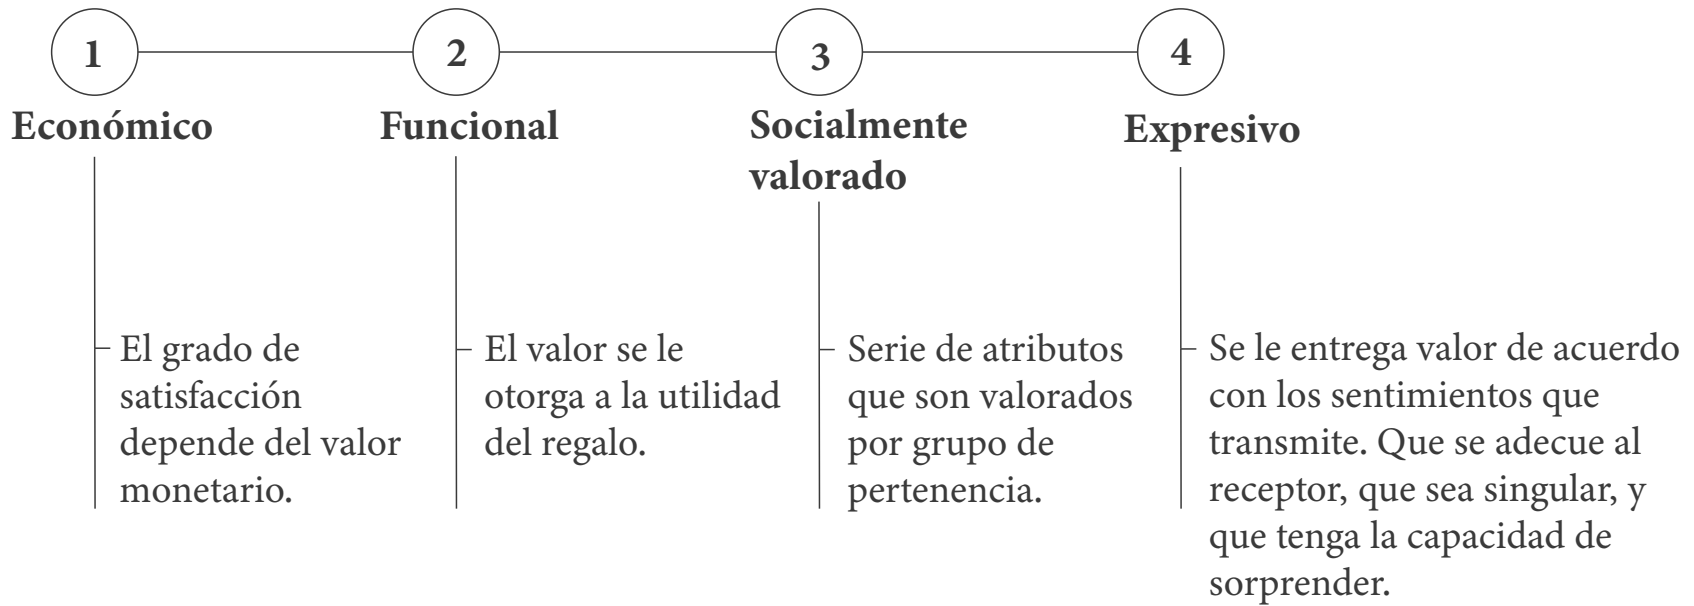 1
Económico
El grado de
satisfacción
depende del valor
monetario.
2
Funcional
El valor se le
otorga a la utilidad
del regalo.
3
Socialmente
valorado
Serie de atributos
que son valorados
por grupo de
pertenencia.
4
Expresivo
Se le entrega valor de acuerdo
con los sentimientos que
transmite. Que se adecue al
receptor, que sea singular, y
que tenga la capacidad de
sorprender.